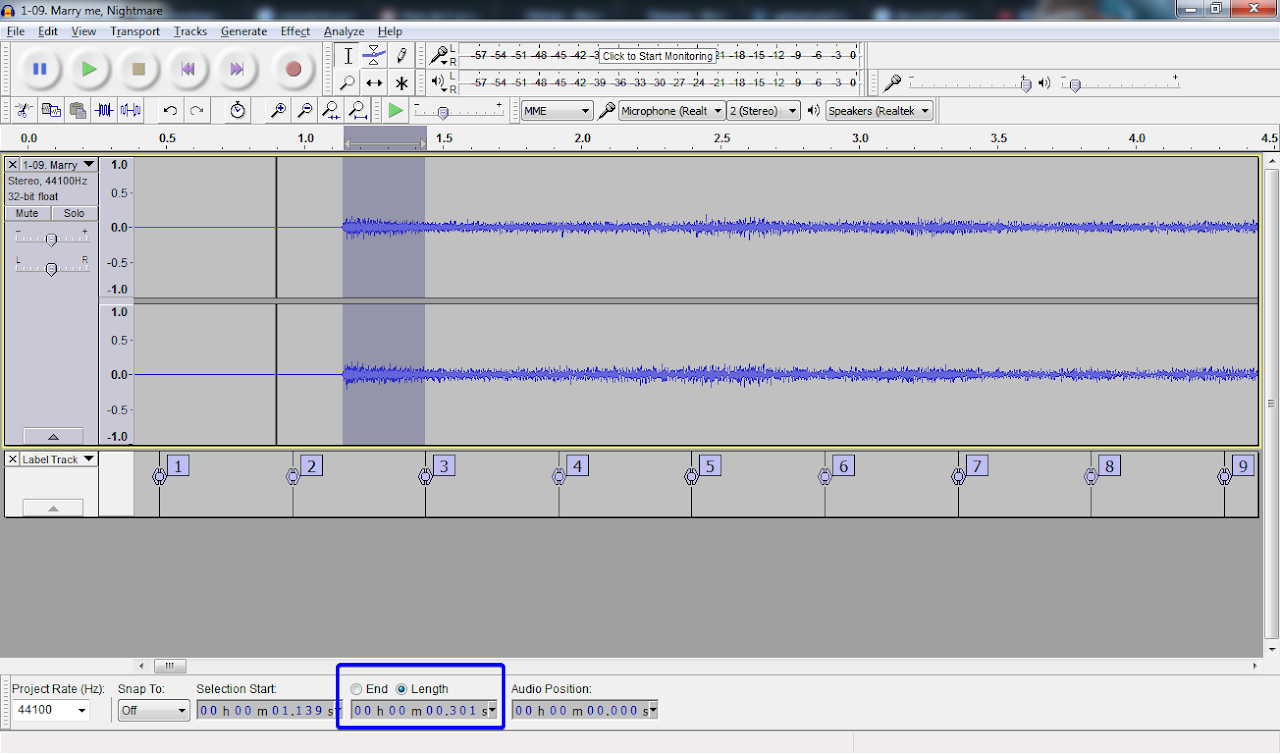 1-09. Marry me, Nightmare
File Edit View Transport Tracks Generate Effect Analyze Help
L
R
-57 -54 -51 -48 -45 -42 -3 Click to Start Monitoring -18 -15 -12 -9 -6 -3 0
L
R
-57 -54 -51 -48 -45 -42 -39 -36 -33 -30 -27 -24 -21 -18 -15 -12 -9 -6 -3 0
- + - +
- +
MME Microphone (Realt 2 (Stereo) Speakers (Realtek
0.0 0.5 1.0 1.5 2.0 2.5 3.0 3.5 4.0 4.5
1-09. Marry
Stereo, 44100Hz
32-bit float
Mute Solo
- +
L R
1.0
0.5
0.0
-0.5
-1.0
1.0
0.5
0.0
-0.5
-1.0
Label Track
1 2 3 4 5 6 7 8 9
Project Rate (Hz): Snap To: Selection Start: End Length Audio Position:
44100 Off 00 h 00 m 01.139 s 00 h 00 m 00.301 s 00 h 00 m 00.000 s